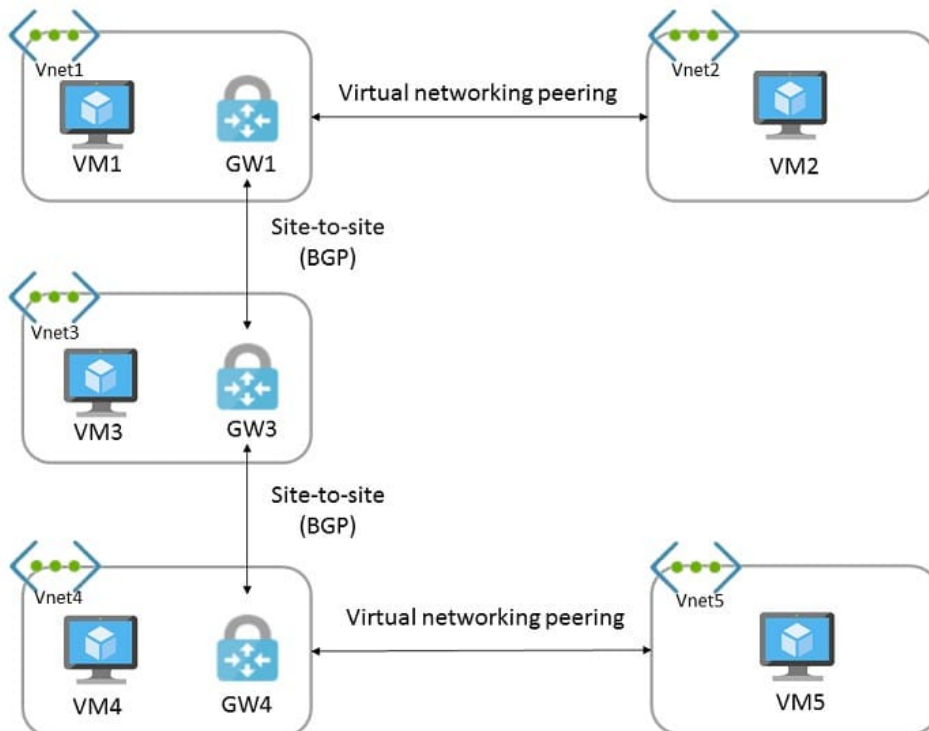 Vnet1
Vnet2
Virtual networking peering
VM1
GW1
VM2
Site-to-site
(BGP)
Vnet3
VM3
GW3
Site-to-site
(BGP)
Vnet4
Vnet5
Virtual networking peering
VM4
GW4
VM5